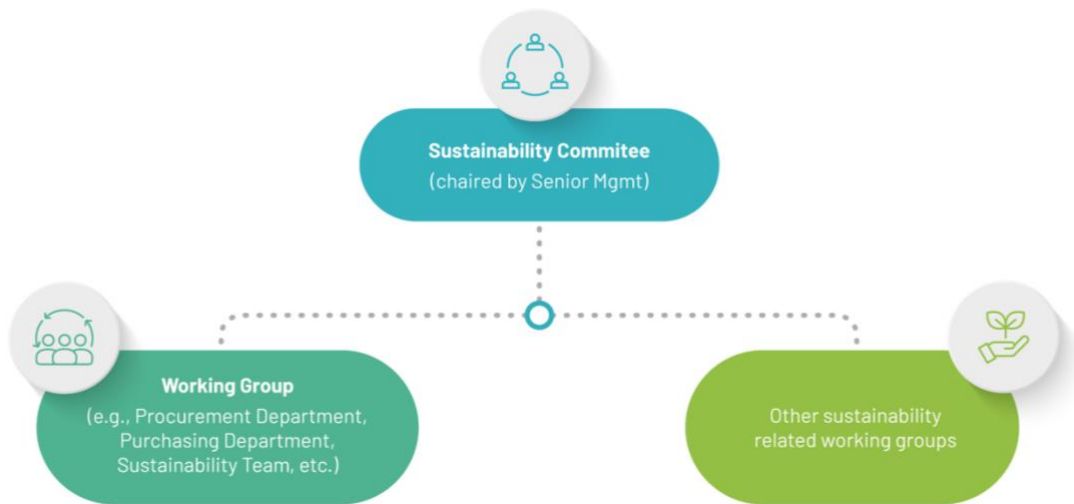 Sustainability Commitee
(chaired by Senior Mgmt)
Working Group
(e.g., Procurement Department,
Purchasing Department,
Sustainability Team, etc.)
Other sustainability
related working groups